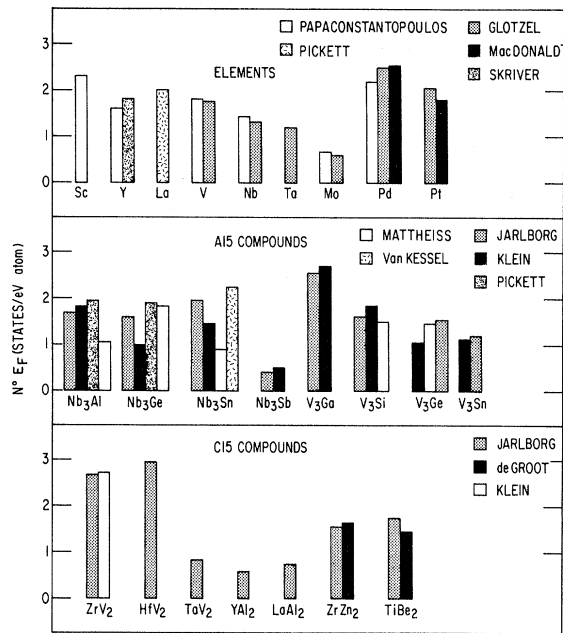 PAPACONSTANTOPOULOS
PICKETT
GLOTZEL
MacDONALD
SKRIVER
ELEMENTS
3
2
1
0
Sc Y La V Nb Ta Mo Pd Pt
N° E_F (STATES/eV atom)
A15 COMPOUNDS
MATTHEISS
Van KESSEL
JARLBORG
KLEIN
PICKETT
3
2
1
0
Nb₃Al Nb₃Ge Nb₃Sn Nb₃Sb V₃Ga V₃Si V₃Ge V₃Sn
C15 COMPOUNDS
JARLBORG
de GROOT
KLEIN
3
2
1
0
ZrV₂ HfV₂ TaV₂ YAl₂ LaAl₂ ZrZn₂ TiBe₂